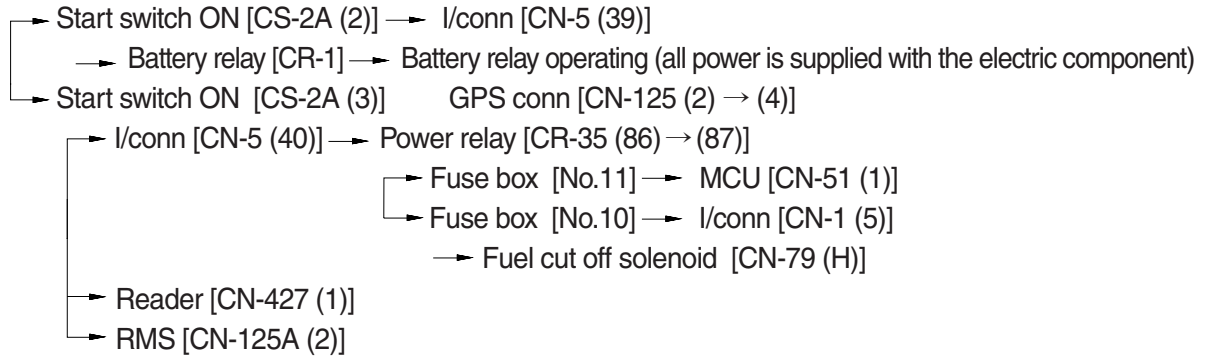 Start switch ON [CS-2A (2)] → I/conn [CN-5 (39)]
→ Battery relay [CR-1] → Battery relay operating (all power is supplied with the electric component)
Start switch ON [CS-2A (3)] GPS conn [CN-125 (2) → (4)]
I/conn [CN-5 (40)] → Power relay [CR-35 (86) → (87)]
Fuse box [No.11] → MCU [CN-51 (1)]
Fuse box [No.10] → I/conn [CN-1 (5)]
→ Fuel cut off solenoid [CN-79 (H)]
Reader [CN-427 (1)]
RMS [CN-125A (2)]